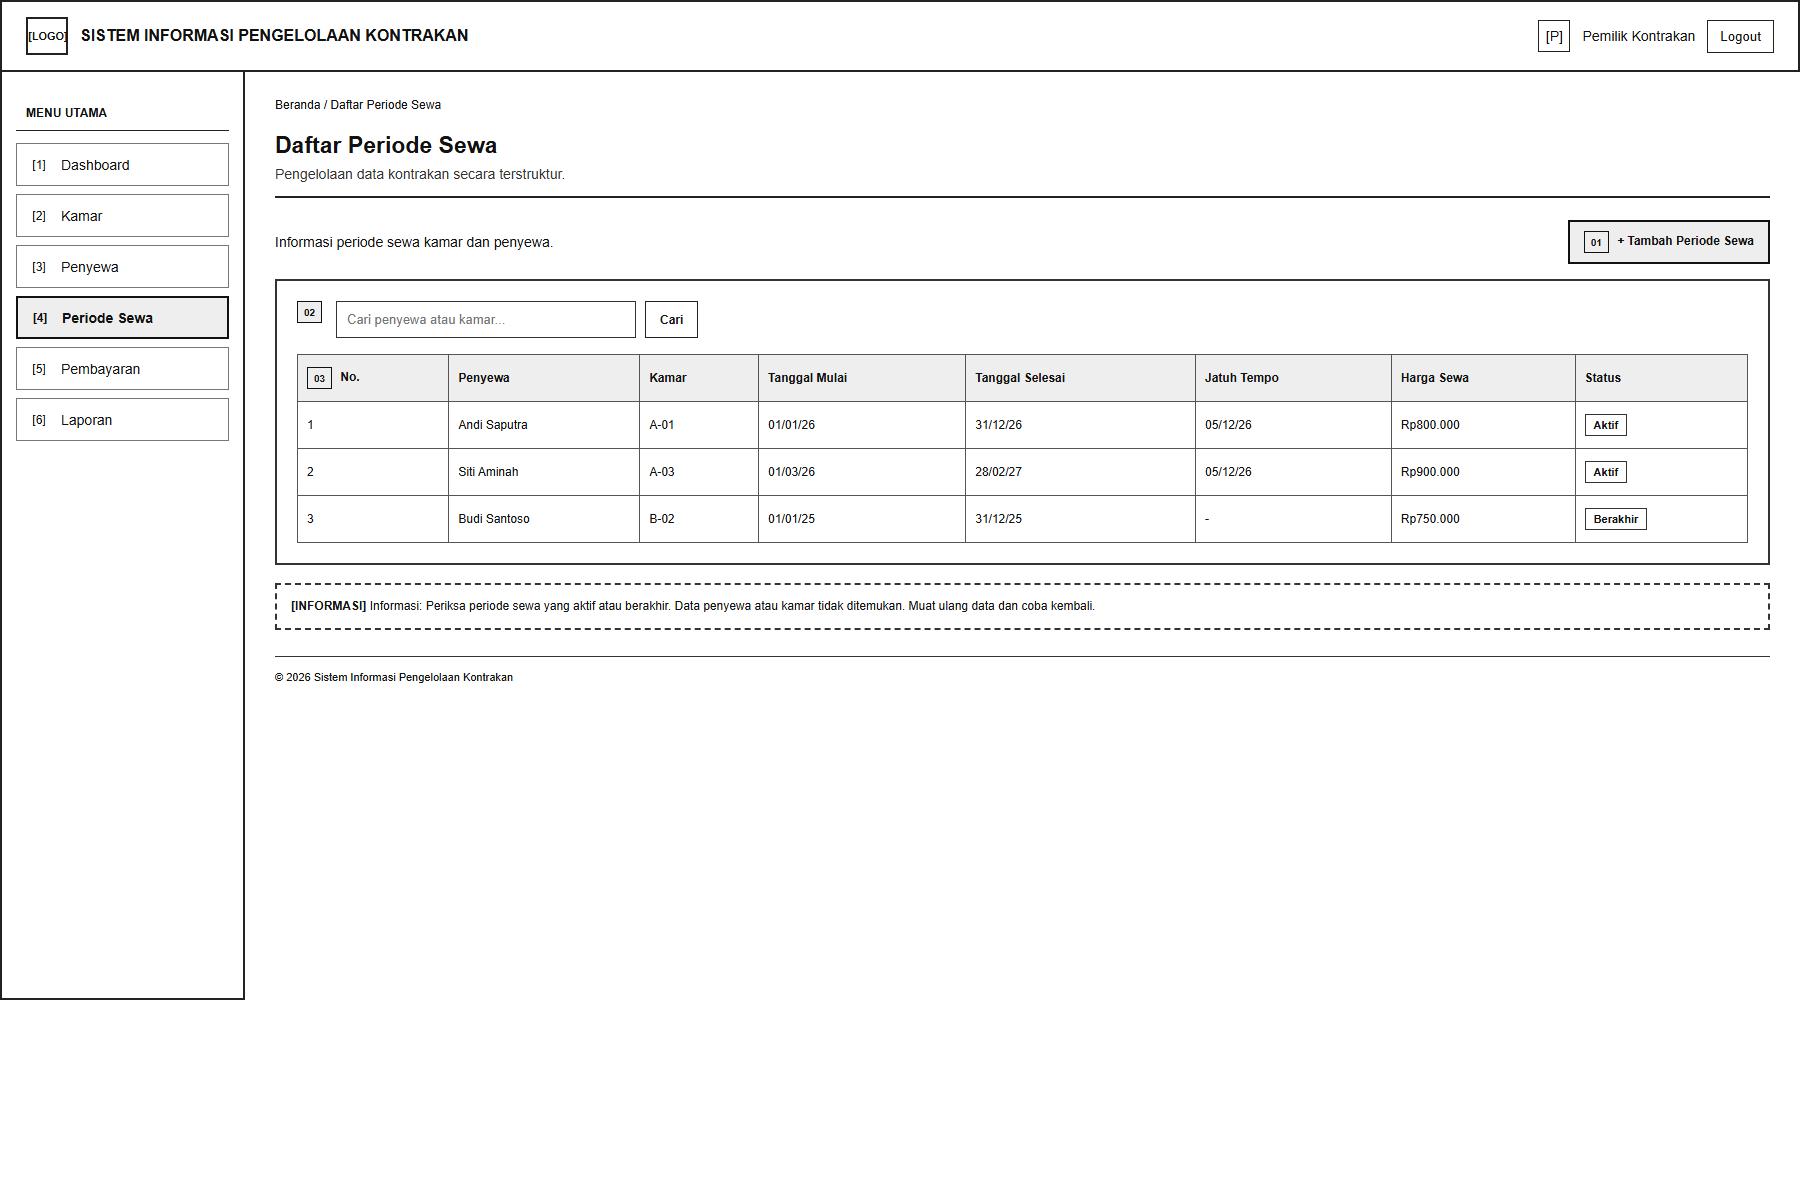 [LOGO] SISTEM INFORMASI PENGELOLAAN KONTRAKAN [P] Pemilik Kontrakan Logout
MENU UTAMA
[1] Dashboard
[2] Kamar
[3] Penyewa
[4] Periode Sewa
[5] Pembayaran
[6] Laporan
Beranda / Daftar Periode Sewa
Daftar Periode Sewa
Pengelolaan data kontrakan secara terstruktur.
Informasi periode sewa kamar dan penyewa. 01 + Tambah Periode Sewa
02 Cari penyewa atau kamar... Cari
03 No. Penyewa Kamar Tanggal Mulai Tanggal Selesai Jatuh Tempo Harga Sewa Status
1 Andi Saputra A-01 01/01/26 31/12/26 05/12/26 Rp800.000 Aktif
2 Siti Aminah A-03 01/03/26 28/02/27 05/12/26 Rp900.000 Aktif
3 Budi Santoso B-02 01/01/25 31/12/25 - Rp750.000 Berakhir
[INFORMASI] Informasi: Periksa periode sewa yang aktif atau berakhir. Data penyewa atau kamar tidak ditemukan. Muat ulang data dan coba kembali.
© 2026 Sistem Informasi Pengelolaan Kontrakan